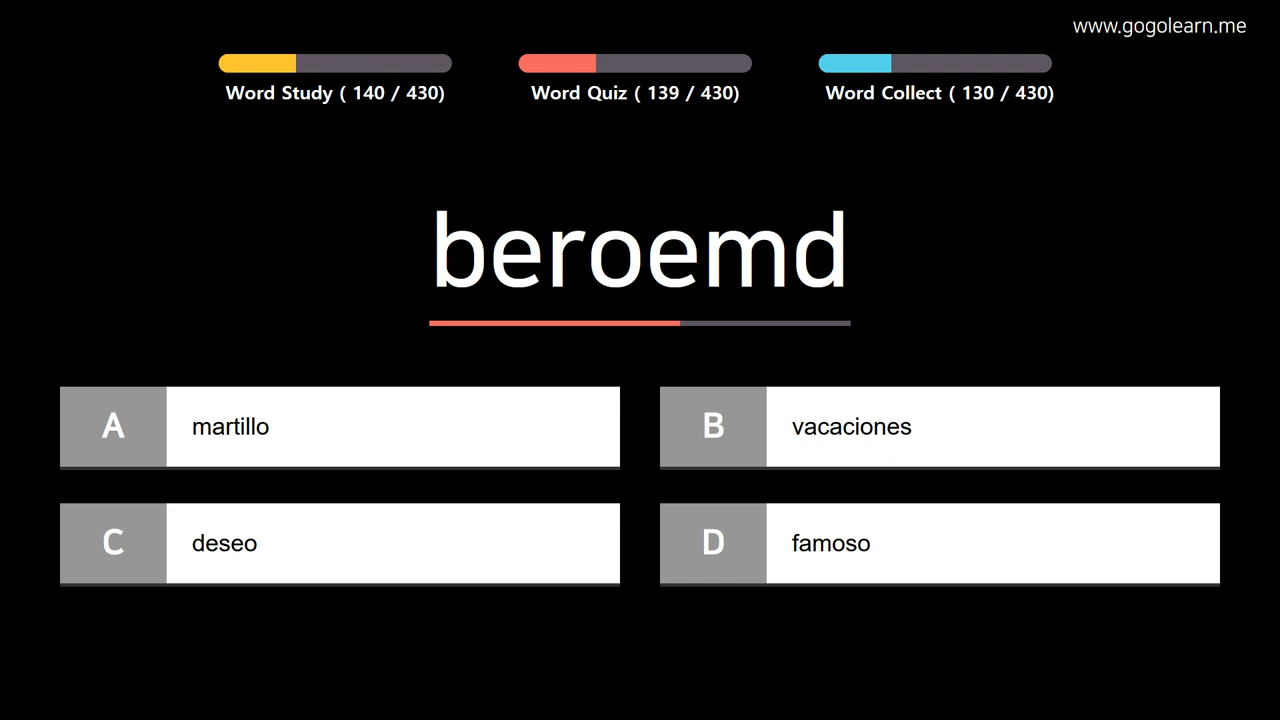 www.gogolearn.me
Word Study ( 140 / 430)
Word Quiz ( 139 / 430)
Word Collect ( 130 / 430)
beroemd
A martillo
B vacaciones
C deseo
D famoso